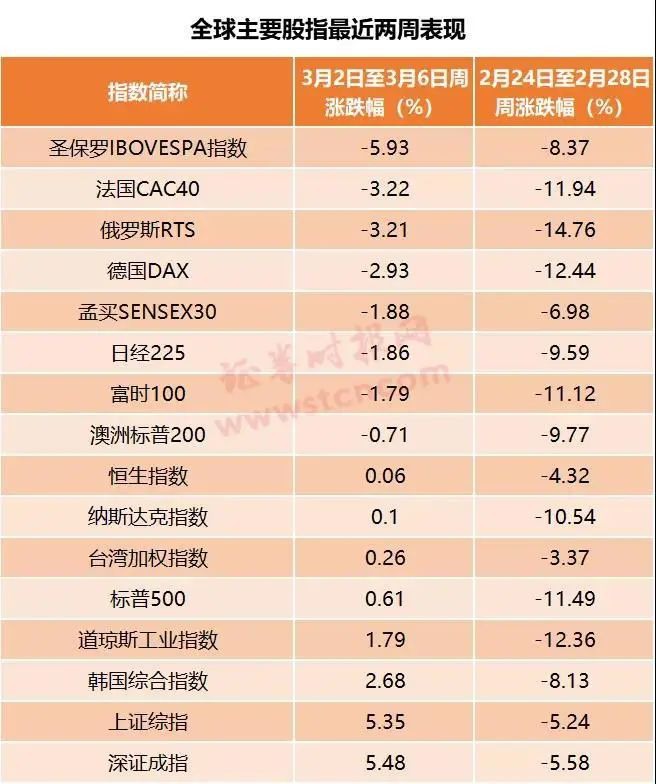 全球主要股指最近两周表现
指数简称 3月2日至3月6日周涨跌幅（%） 2月24日至2月28日周涨跌幅（%）
圣保罗IBOVESPA指数 -5.93 -8.37
法国CAC40 -3.22 -11.94
俄罗斯RTS -3.21 -14.76
德国DAX -2.93 -12.44
孟买SENSEX30 -1.88 -6.98
日经225 -1.86 -9.59
富时100 -1.79 -11.12
澳洲标普200 -0.71 -9.77
恒生指数 0.06 -4.32
纳斯达克指数 0.1 -10.54
台湾加权指数 0.26 -3.37
标普500 0.61 -11.49
道琼斯工业指数 1.79 -12.36
韩国综合指数 2.68 -8.13
上证综指 5.35 -5.24
深证成指 5.48 -5.58
证券时报网
www.stcn.com